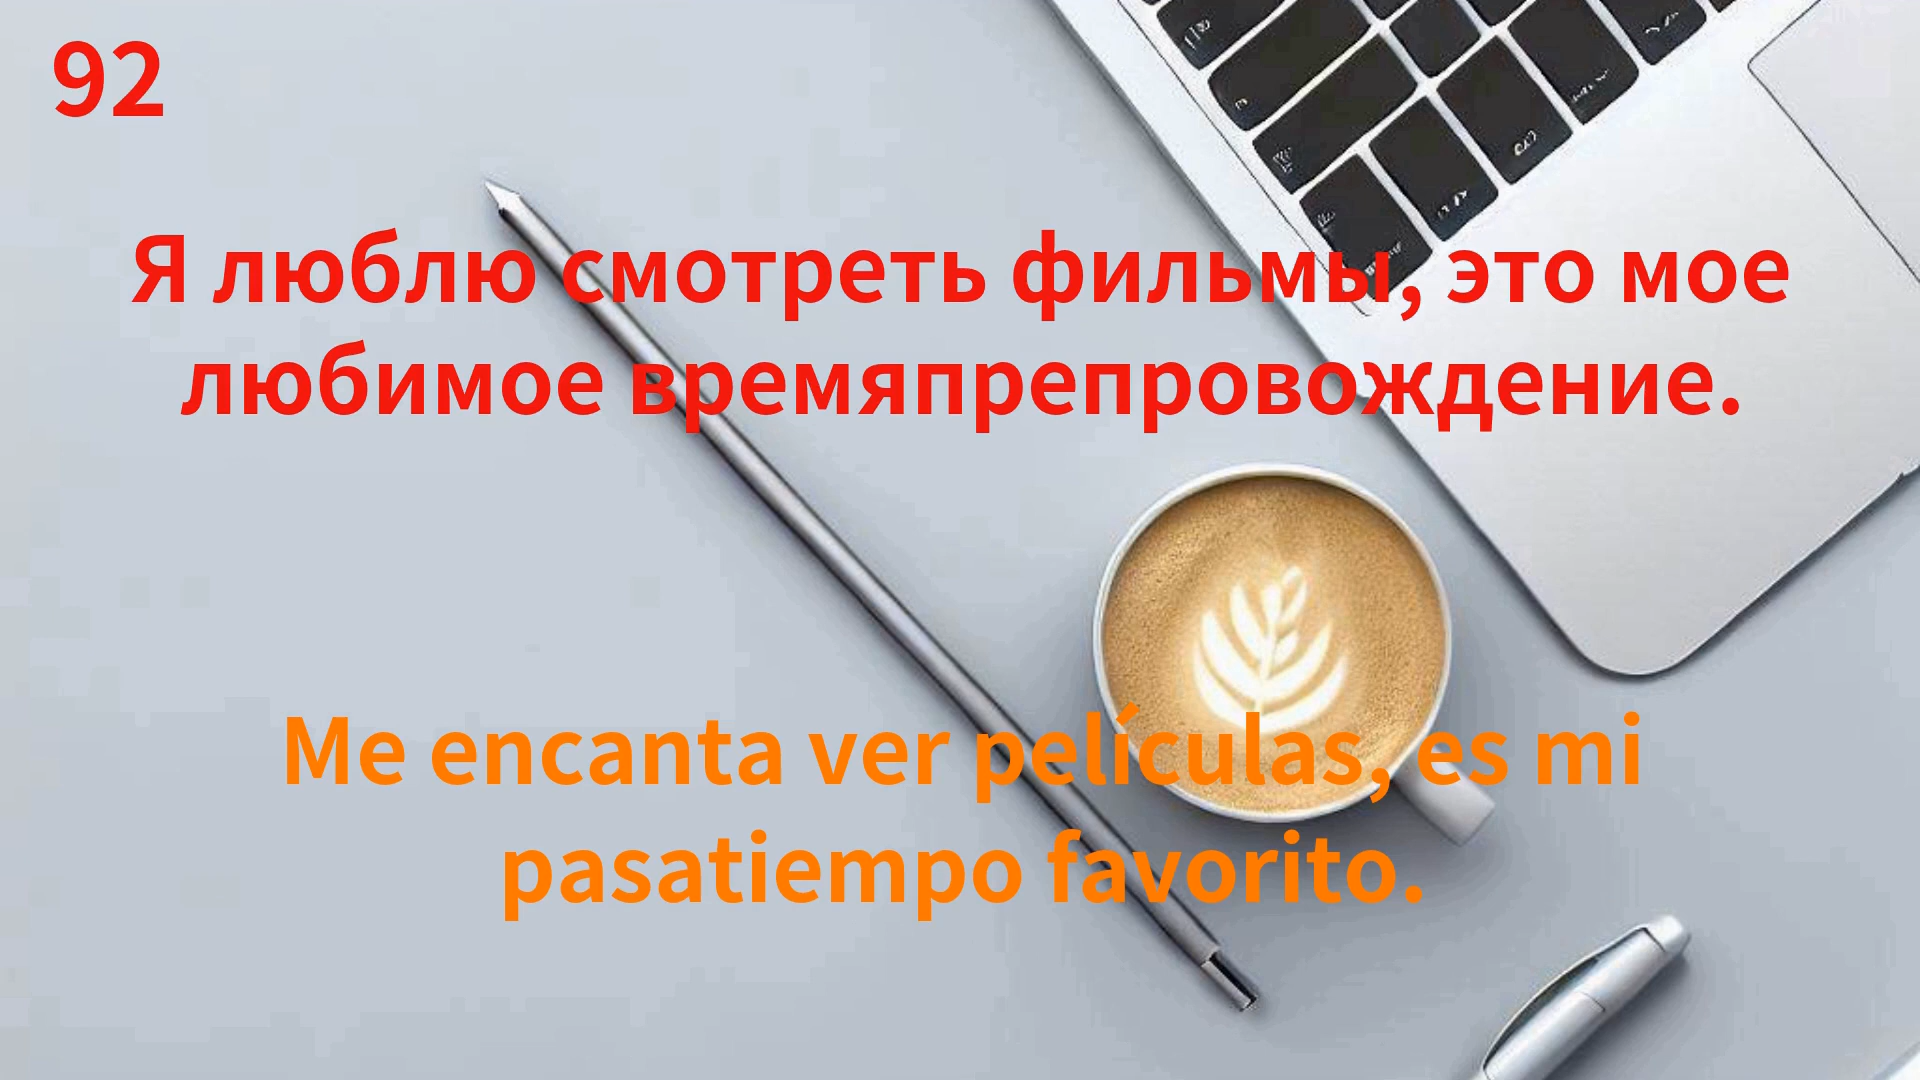 92
Я люблю смотреть фильмы, это мое
любимое времяпрепровождение.
Me encanta ver películas, es mi
pasatiempo favorito.